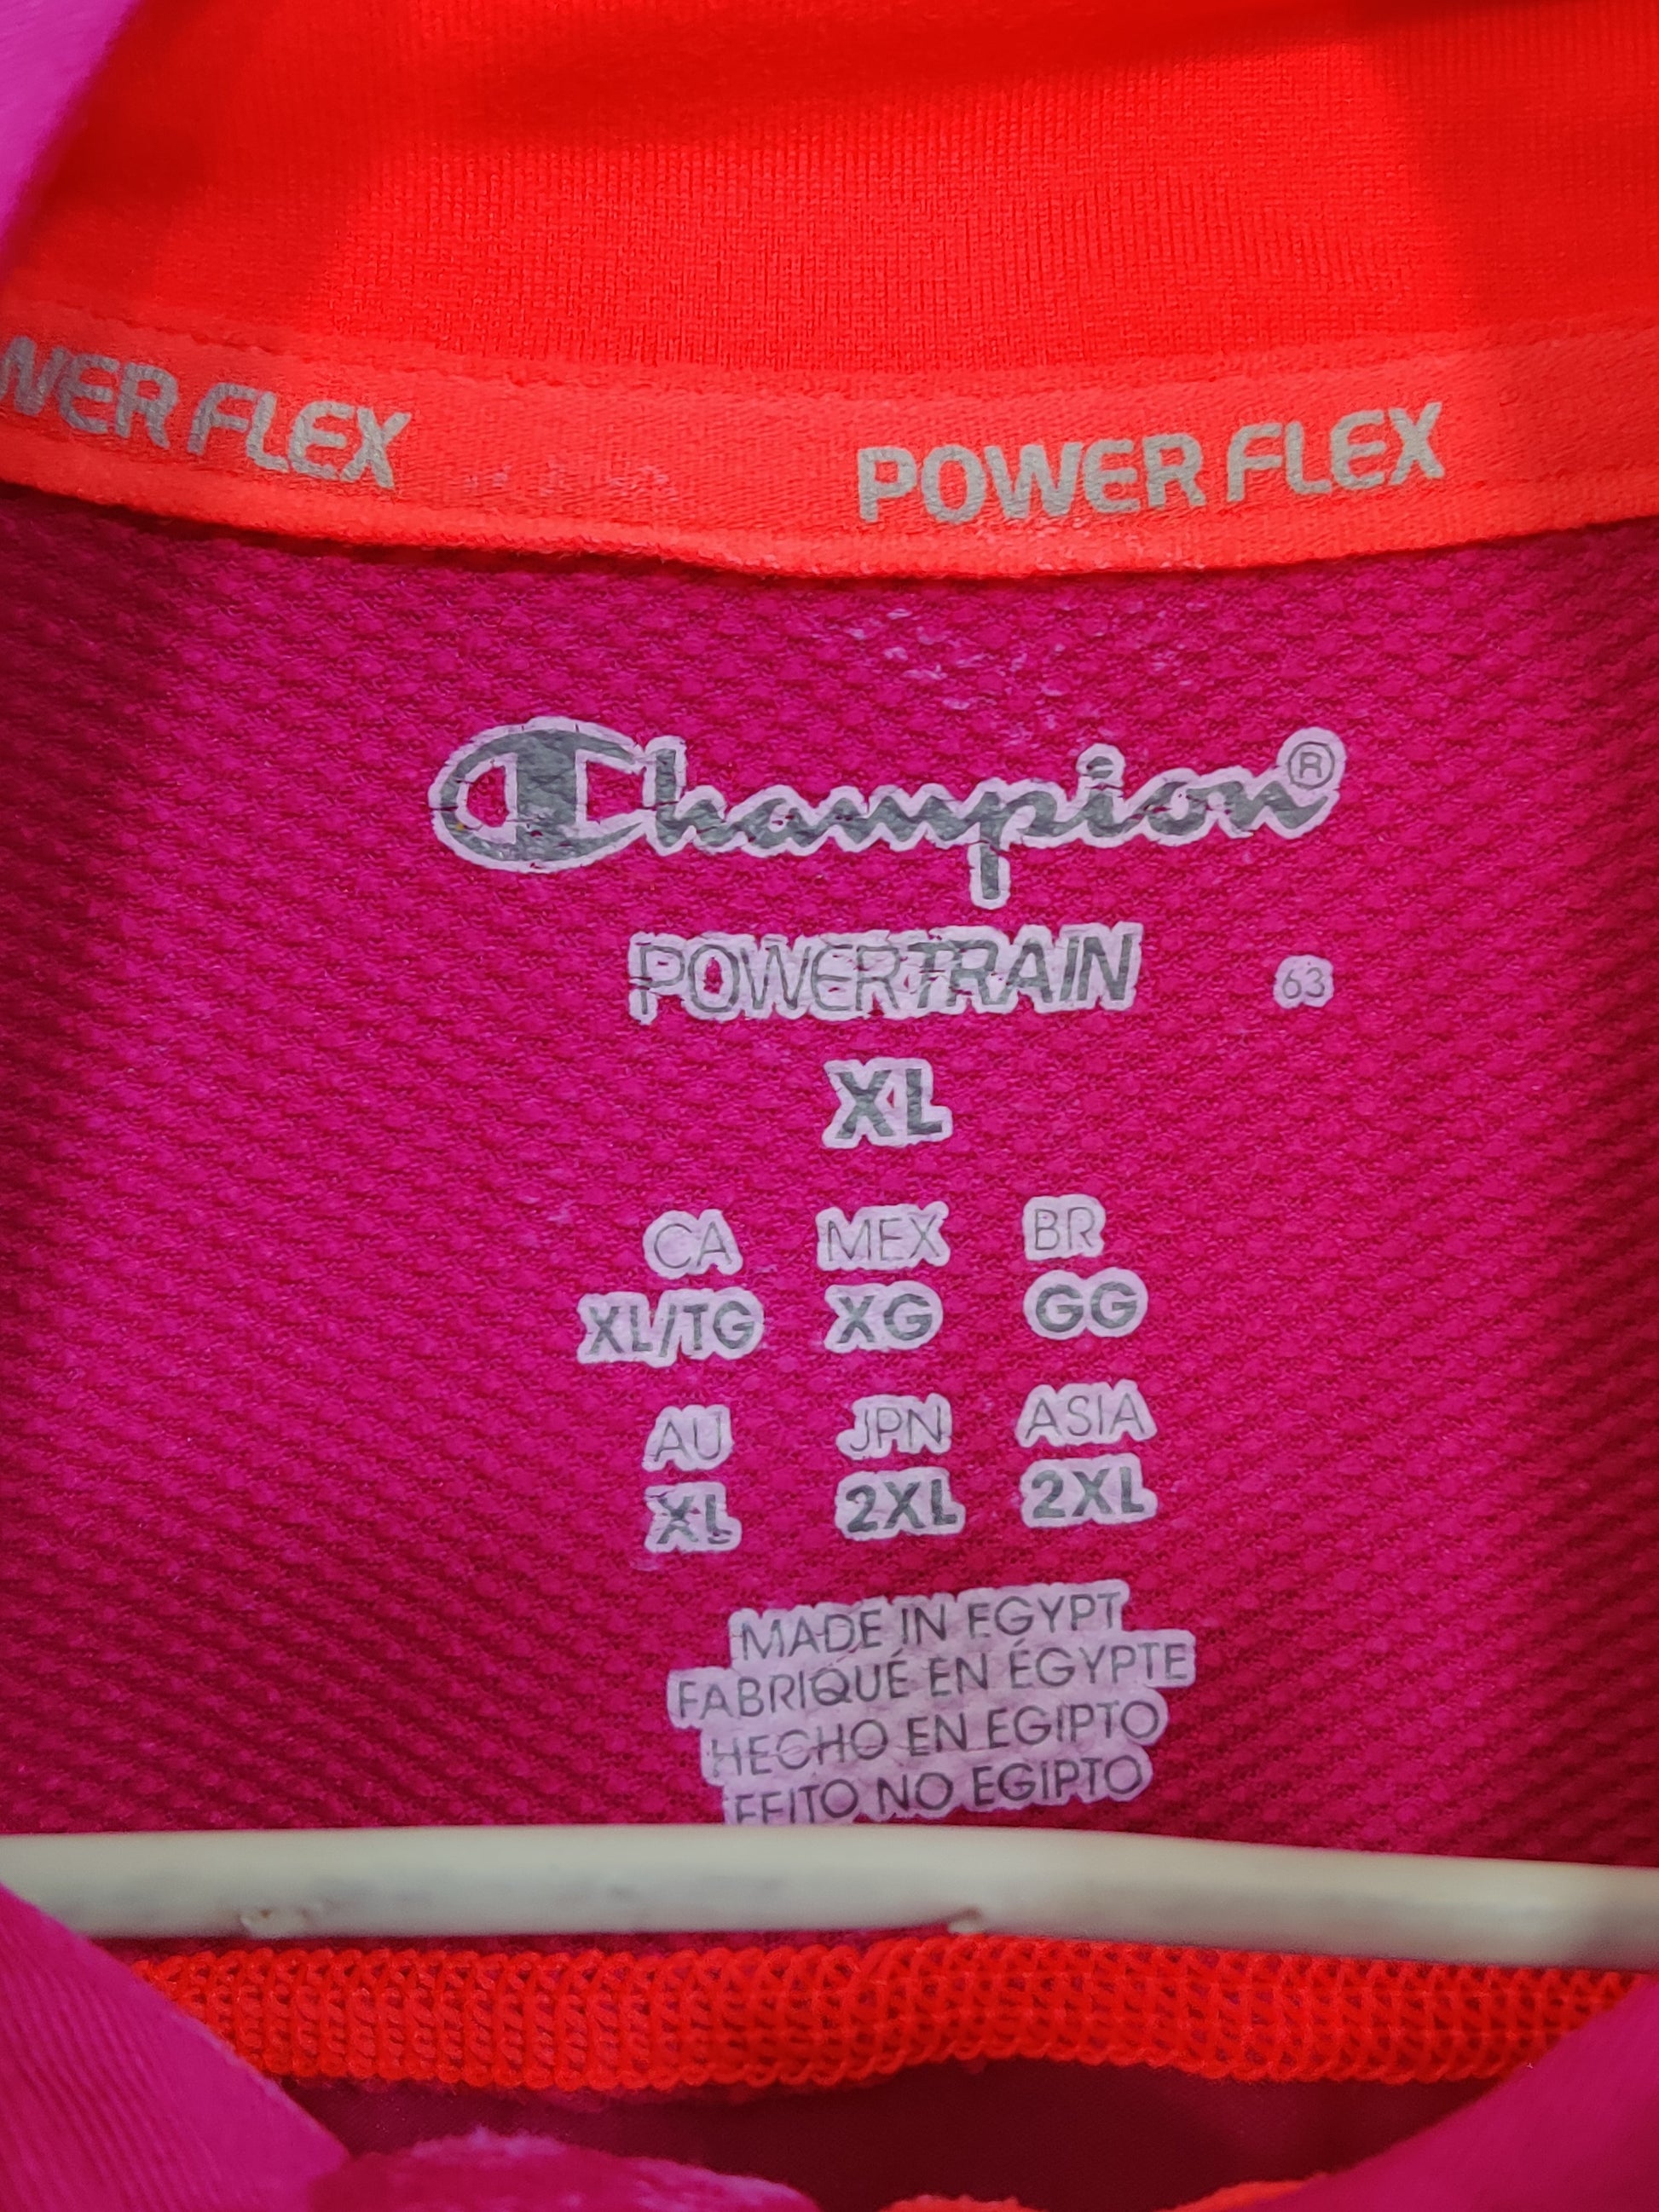 WER FLEX
POWER FLEX
Champion®
POWERTRAIN
63
XL
CA MEX BR
XL/TG XG GG
AU JPN ASIA
XL 2XL 2XL
MADE IN EGYPT
FABRIQUÉ EN ÉGYPTE
HECHO EN EGIPTO
FEITO NO EGIPTO